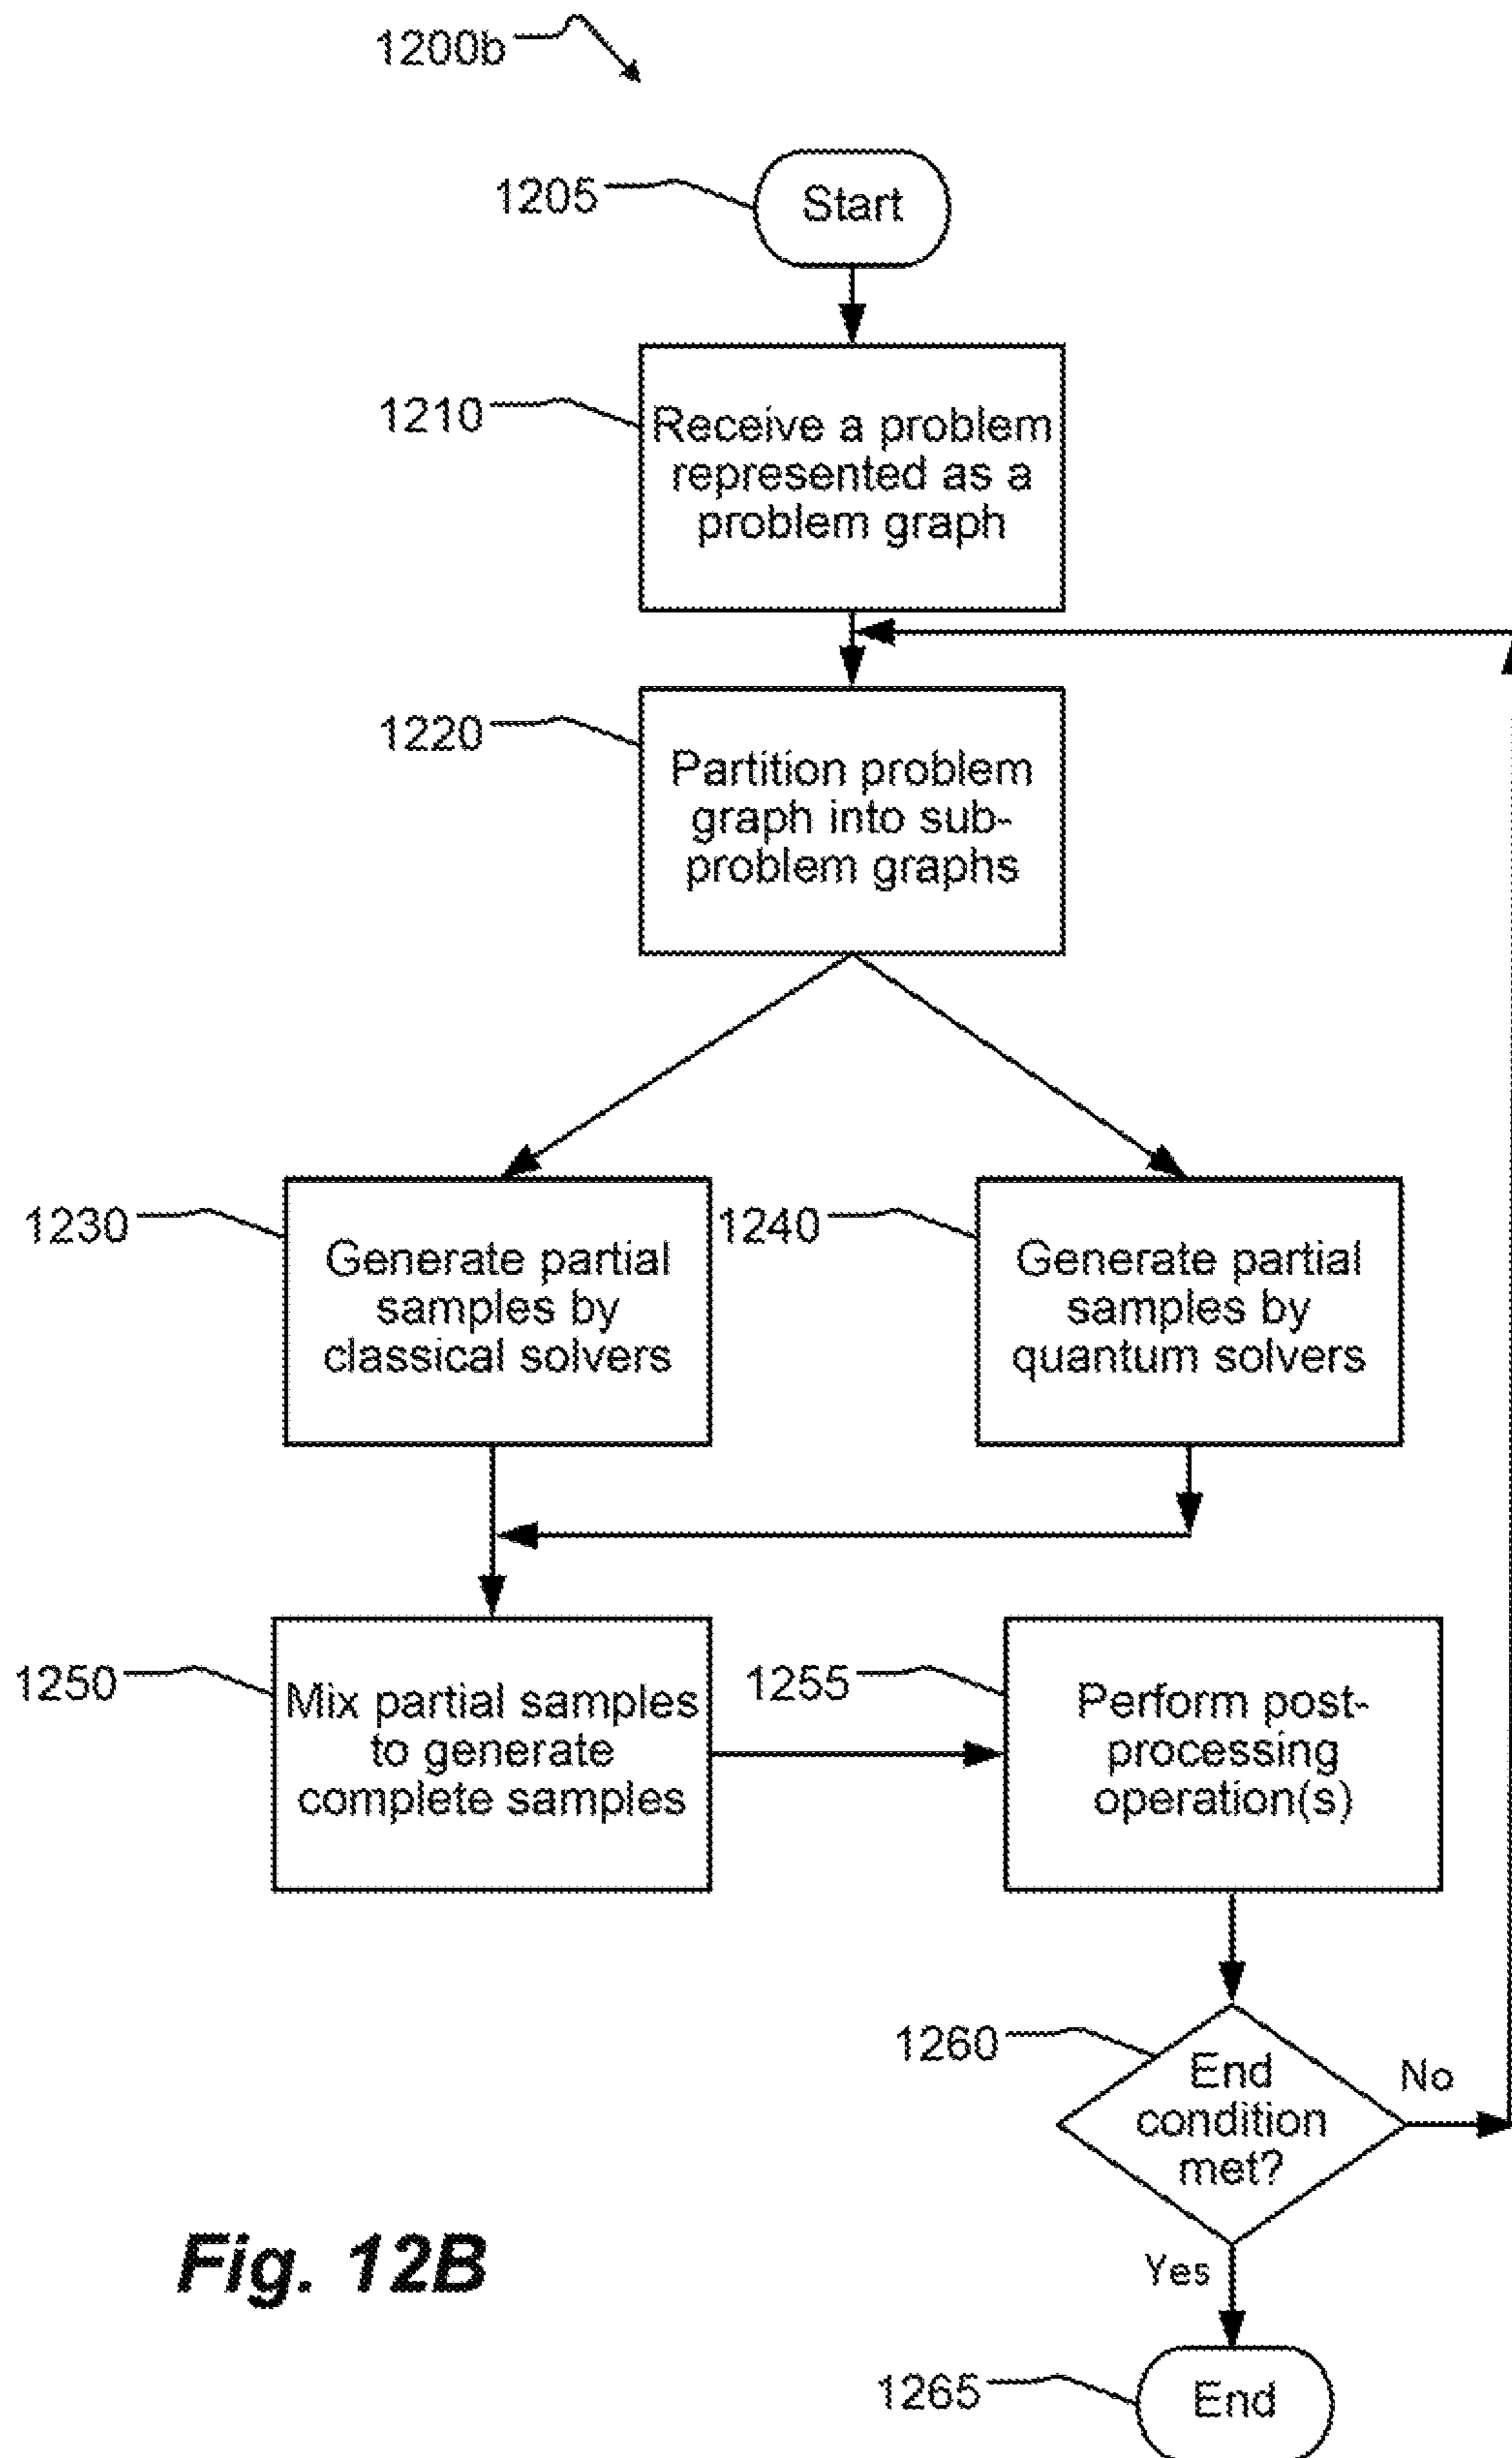 1200b
1205
Start
1210
Receive a problem
represented as a
problem graph
1220
Partition problem
graph into sub-
problem graphs
1230
Generate partial
samples by
classical solvers
1240
Generate partial
samples by
quantum solvers
1250
Mix partial samples
to generate
complete samples
1255
Perform post-
processing
operation(s)
1260
End
condition
met?
No
Yes
1265
End
Fig. 12B